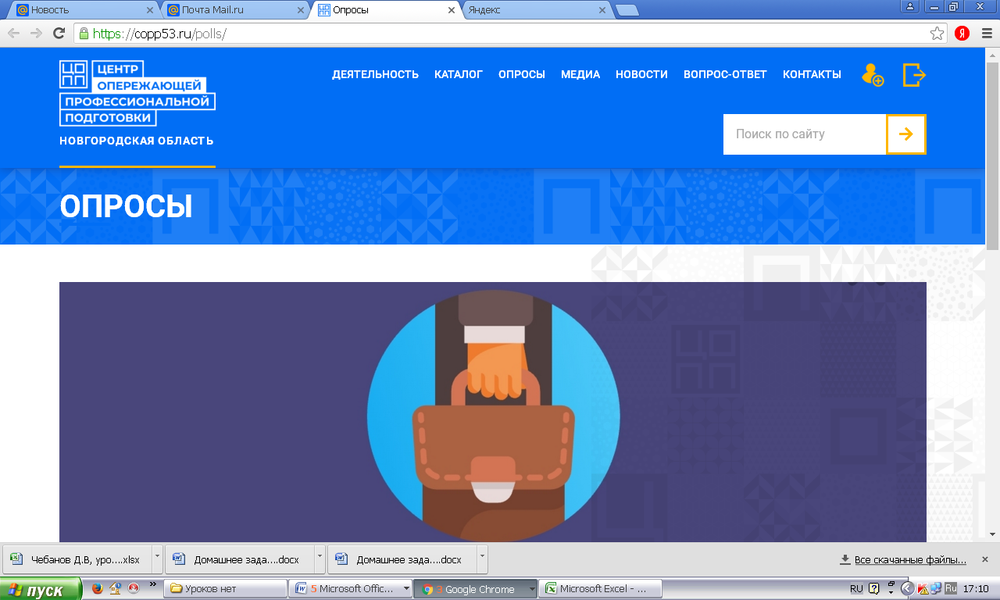 Новость
Почта Mail.ru
Опросы
Яндекс
https://copp53.ru/polls/
Я
ЦОПП
ЦЕНТР
ОПЕРЕЖАЮЩЕЙ
ПРОФЕССИОНАЛЬНОЙ
ПОДГОТОВКИ
НОВГОРОДСКАЯ ОБЛАСТЬ
ДЕЯТЕЛЬНОСТЬ КАТАЛОГ ОПРОСЫ МЕДИА НОВОСТИ ВОПРОС-ОТВЕТ КОНТАКТЫ
Поиск по сайту
ОПРОСЫ
Чебанов Д.В, уро....xlsx
Домашнее зада....docx
Домашнее зада....docx
Все скачанные файлы...
пуск
Уроков нет
5 Microsoft Offic...
3 Google Chrome
Microsoft Excel - ...
RU
Ru
17:10